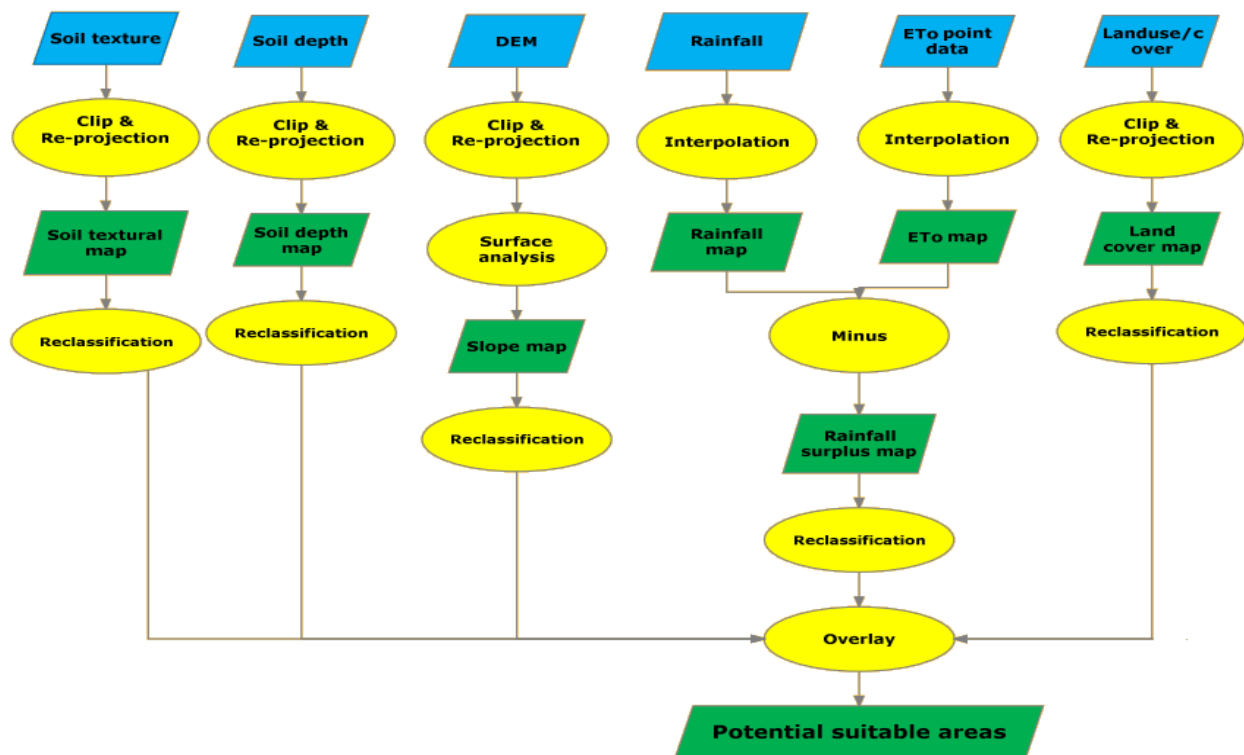 Soil texture
Soil depth
DEM
Rainfall
ETo point
data
Landuse/c
over
Clip &
Re-projection
Clip &
Re-projection
Clip &
Re-projection
Interpolation
Interpolation
Clip &
Re-projection
Soil textural
map
Soil depth
map
Surface
analysis
Rainfall
map
ETo map
Land
cover map
Reclassification
Reclassification
Slope map
Minus
Reclassification
Reclassification
Rainfall
surplus map
Reclassification
Overlay
Potential suitable areas